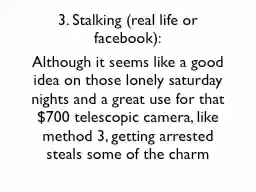 3. Stalking (real life or
facebook):
Although it seems like a good
idea on those lonely saturday
nights and a great use for that
$700 telescopic camera, like
method 3, getting arrested
steals some of the charm